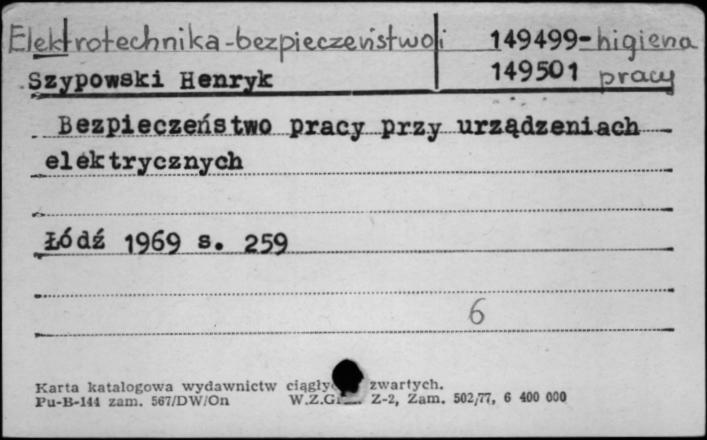 Elektrotechnika-bezpieczeństwo i higiena pracy
149499-
149501
Szypowski Henryk
Bezpieczeństwo pracy przy urządzeniach
elektrycznych
Łódź 1969 s. 259
6
Karta katalogowa wydawnictw zwartych.
Pu-B-144 zam. 567/DW/On Z-2, Zam. 502/77, 6 400 000